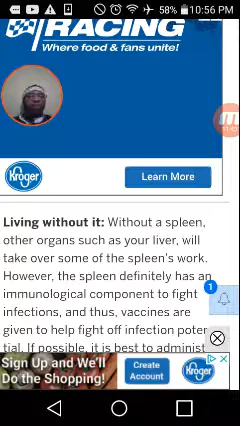 58% 10:56 PM
RACING
Where food & fans unite!
Kroger
Learn More
Living without it: Without a spleen,
other organs such as your liver, will
take over some of the spleen's work.
However, the spleen definitely has an
immunological component to fight
infections, and thus, vaccines are
given to help fight off infection poten
tial. If possible, it is best to administ
1
Sign up and We'll
Do the Shopping!
Create
Account
Kroger